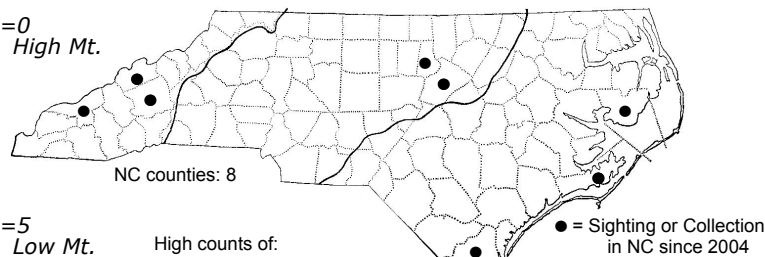 =0
High Mt.
NC counties: 8
=5
Low Mt.
High counts of:
● = Sighting or Collection
in NC since 2004